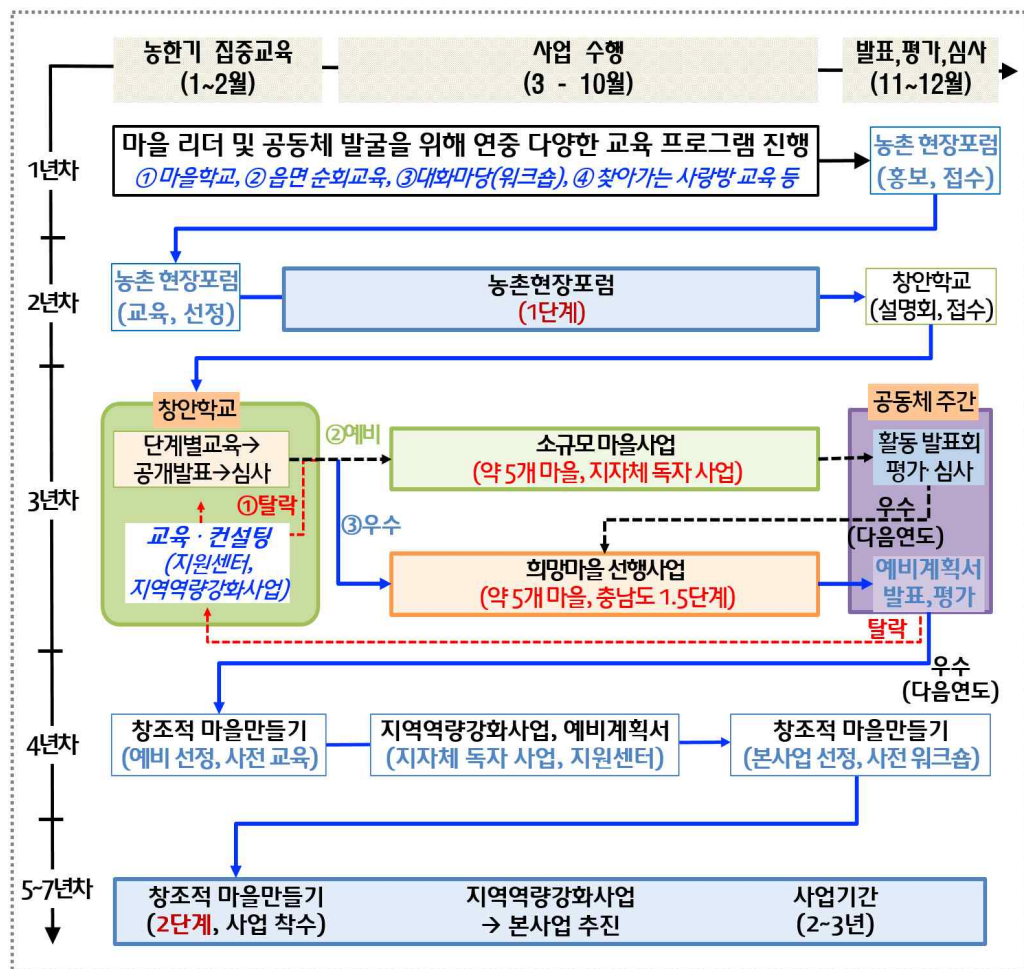 농한기 집중교육
(1~2월)
사업 수행
(3 - 10월)
발표,평가,심사
(11~12월)
1년차
마을 리더 및 공동체 발굴을 위해 연중 다양한 교육 프로그램 진행
① 마을학교, ② 읍면 순회교육, ③대화마당(워크숍), ④ 찾아가는 사랑방 교육 등
농촌 현장포럼
(홍보, 접수)
2년차
농촌 현장포럼
(교육, 선정)
농촌현장포럼
(1단계)
창안학교
(설명회, 접수)
3년차
창안학교
단계별교육→
공개발표→심사
①탈락
교육 · 컨설팅
(지원센터,
지역역량강화사업)
②예비
③우수
소규모 마을사업
(약 5개 마을, 지자체 독자 사업)
희망마을 선행사업
(약 5개 마을, 충남도 1.5단계)
공동체 주간
활동 발표회
평가·심사
우수
(다음연도)
예비계획서
발표,평가
탈락
우수
(다음연도)
4년차
창조적 마을만들기
(예비 선정, 사전 교육)
지역역량강화사업, 예비계획서
(지자체 독자 사업, 지원센터)
창조적 마을만들기
(본사업 선정, 사전 워크숍)
5~7년차
창조적 마을만들기
(2단계, 사업 착수)
지역역량강화사업
→ 본사업 추진
사업기간
(2~3년)